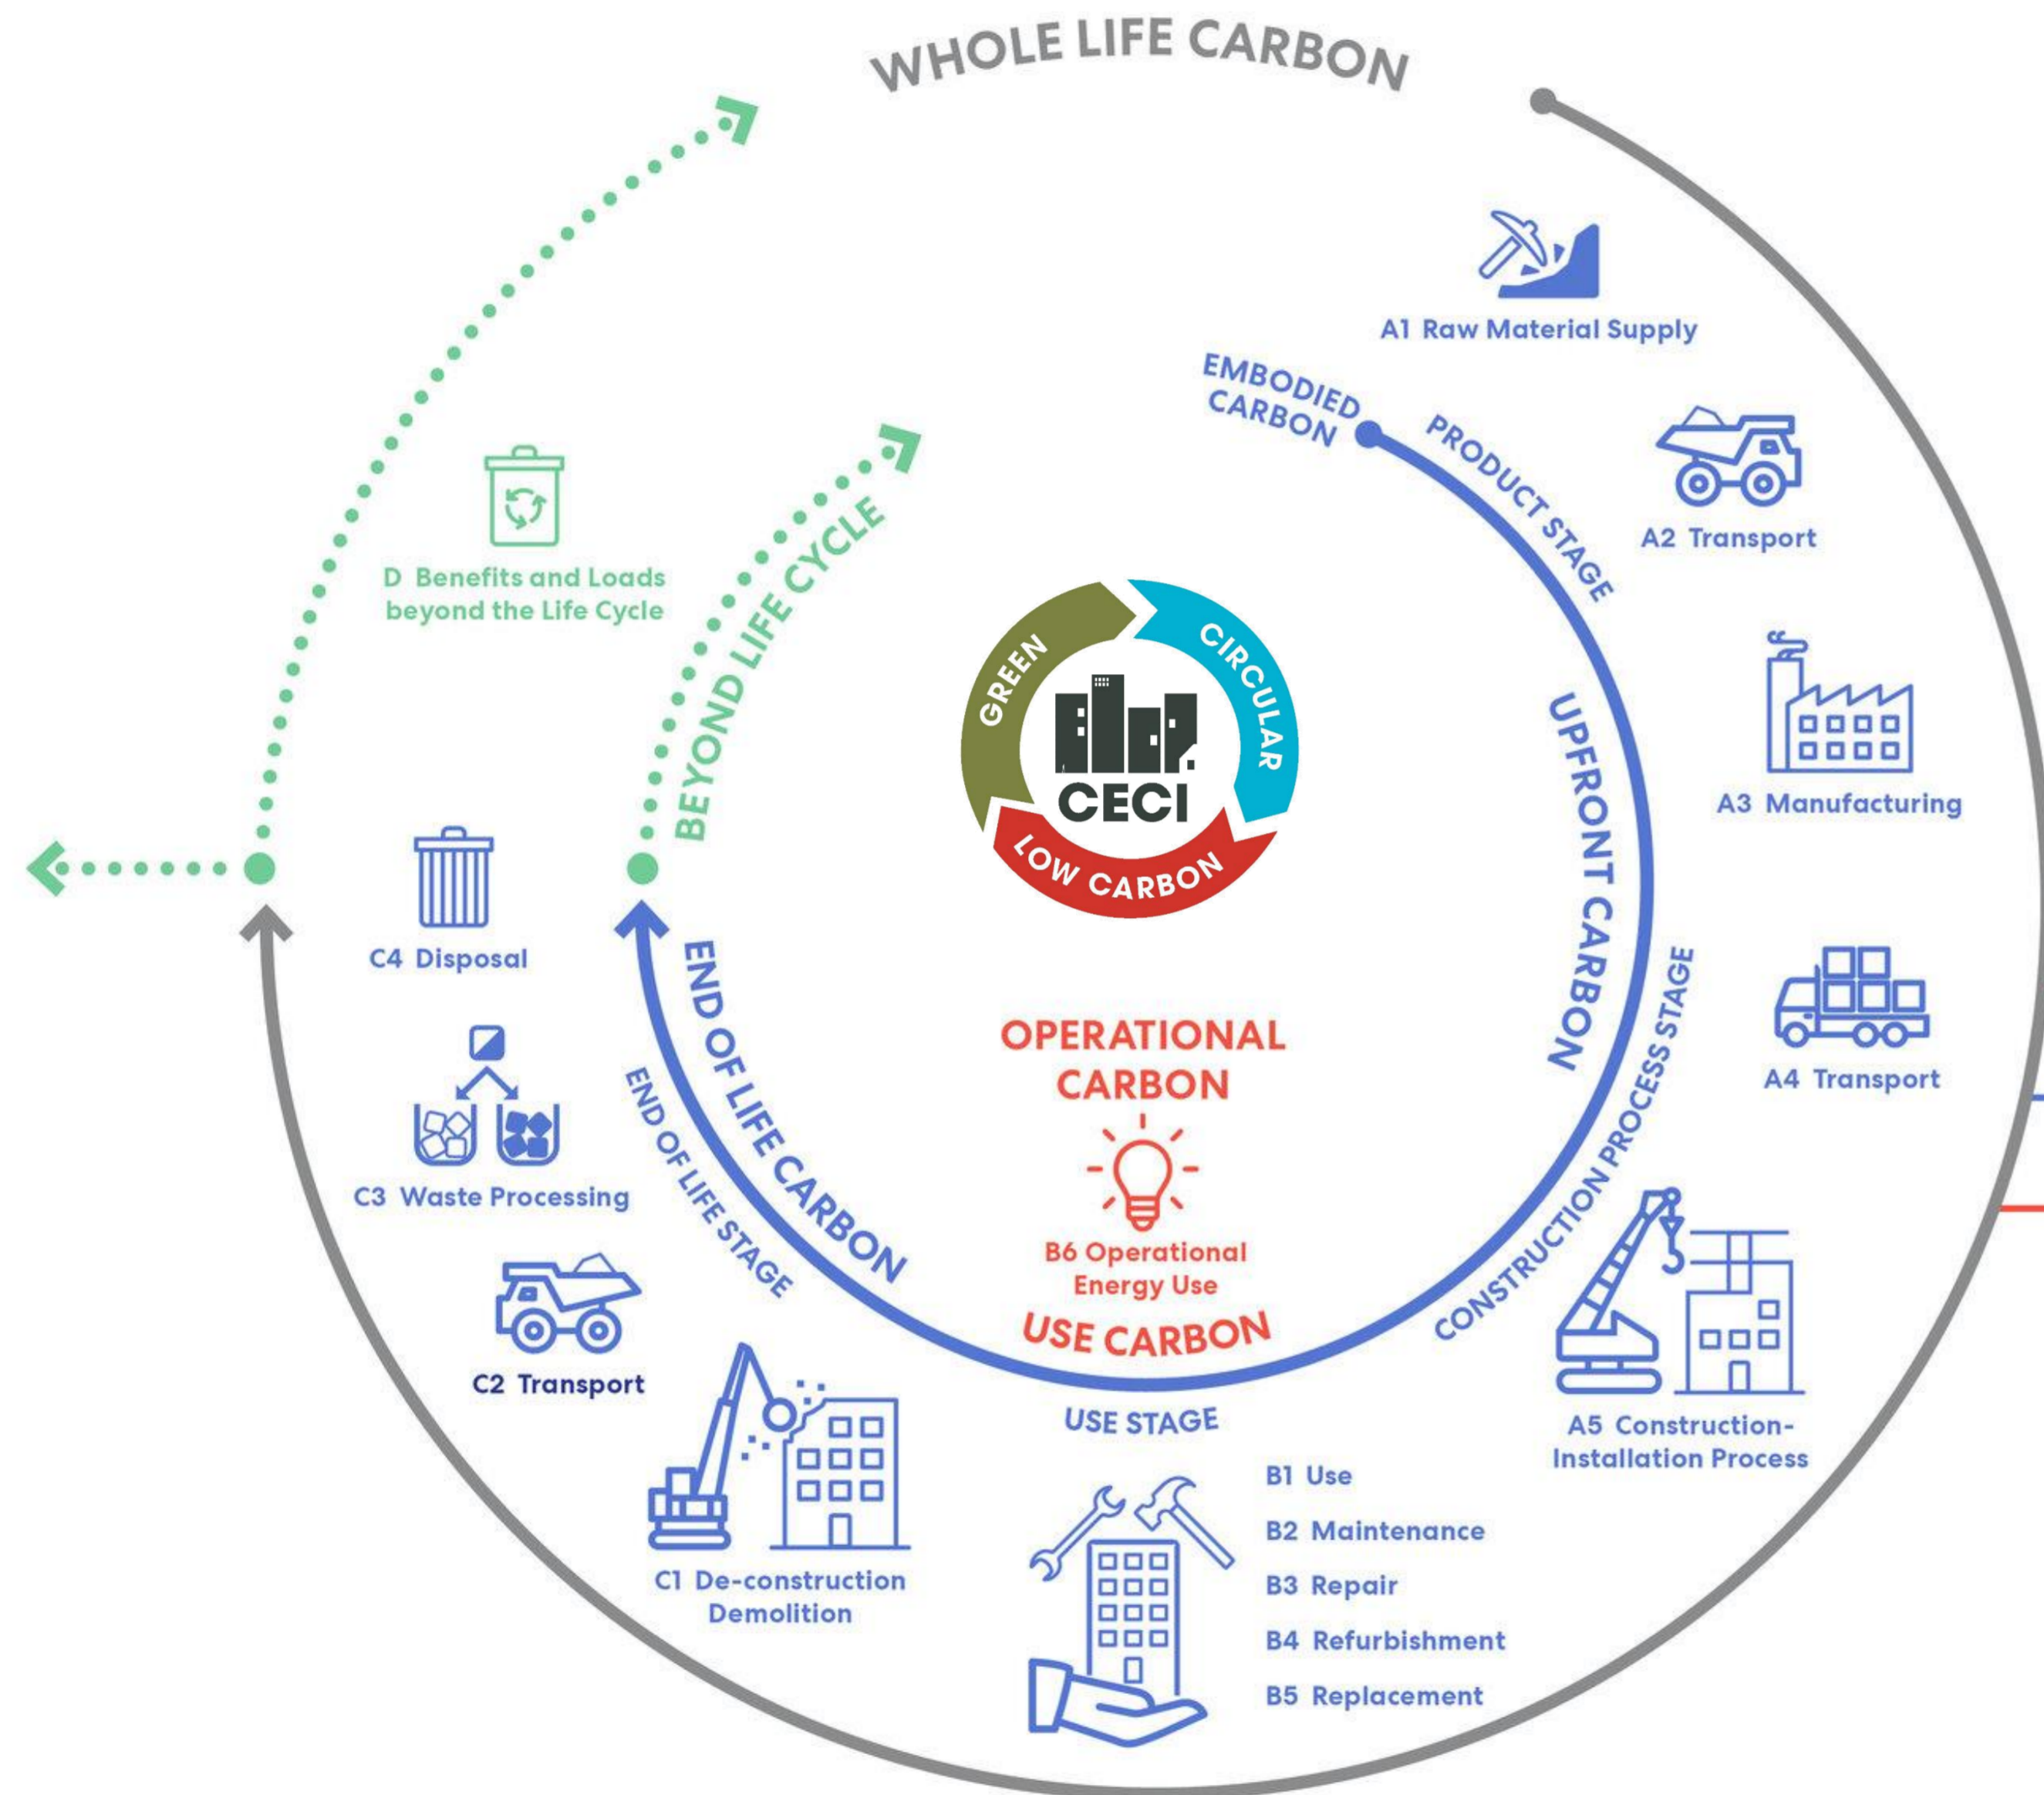 WHOLE LIFE CARBON
A1 Raw Material Supply
EMBODIED
CARBON
PRODUCT STAGE
A2 Transport
A3 Manufacturing
UPFRONT CARBON
A4 Transport
CONSTRUCTION PROCESS STAGE
A5 Construction-
Installation Process
GREEN
CIRCULAR
CECI
LOW CARBON
OPERATIONAL
CARBON
B6 Operational
Energy Use
USE CARBON
USE STAGE
B1 Use
B2 Maintenance
B3 Repair
B4 Refurbishment
B5 Replacement
C1 De-construction
Demolition
C2 Transport
C3 Waste Processing
C4 Disposal
END OF LIFE STAGE
END OF LIFE CARBON
BEYOND LIFE CYCLE
D Benefits and Loads
beyond the Life Cycle